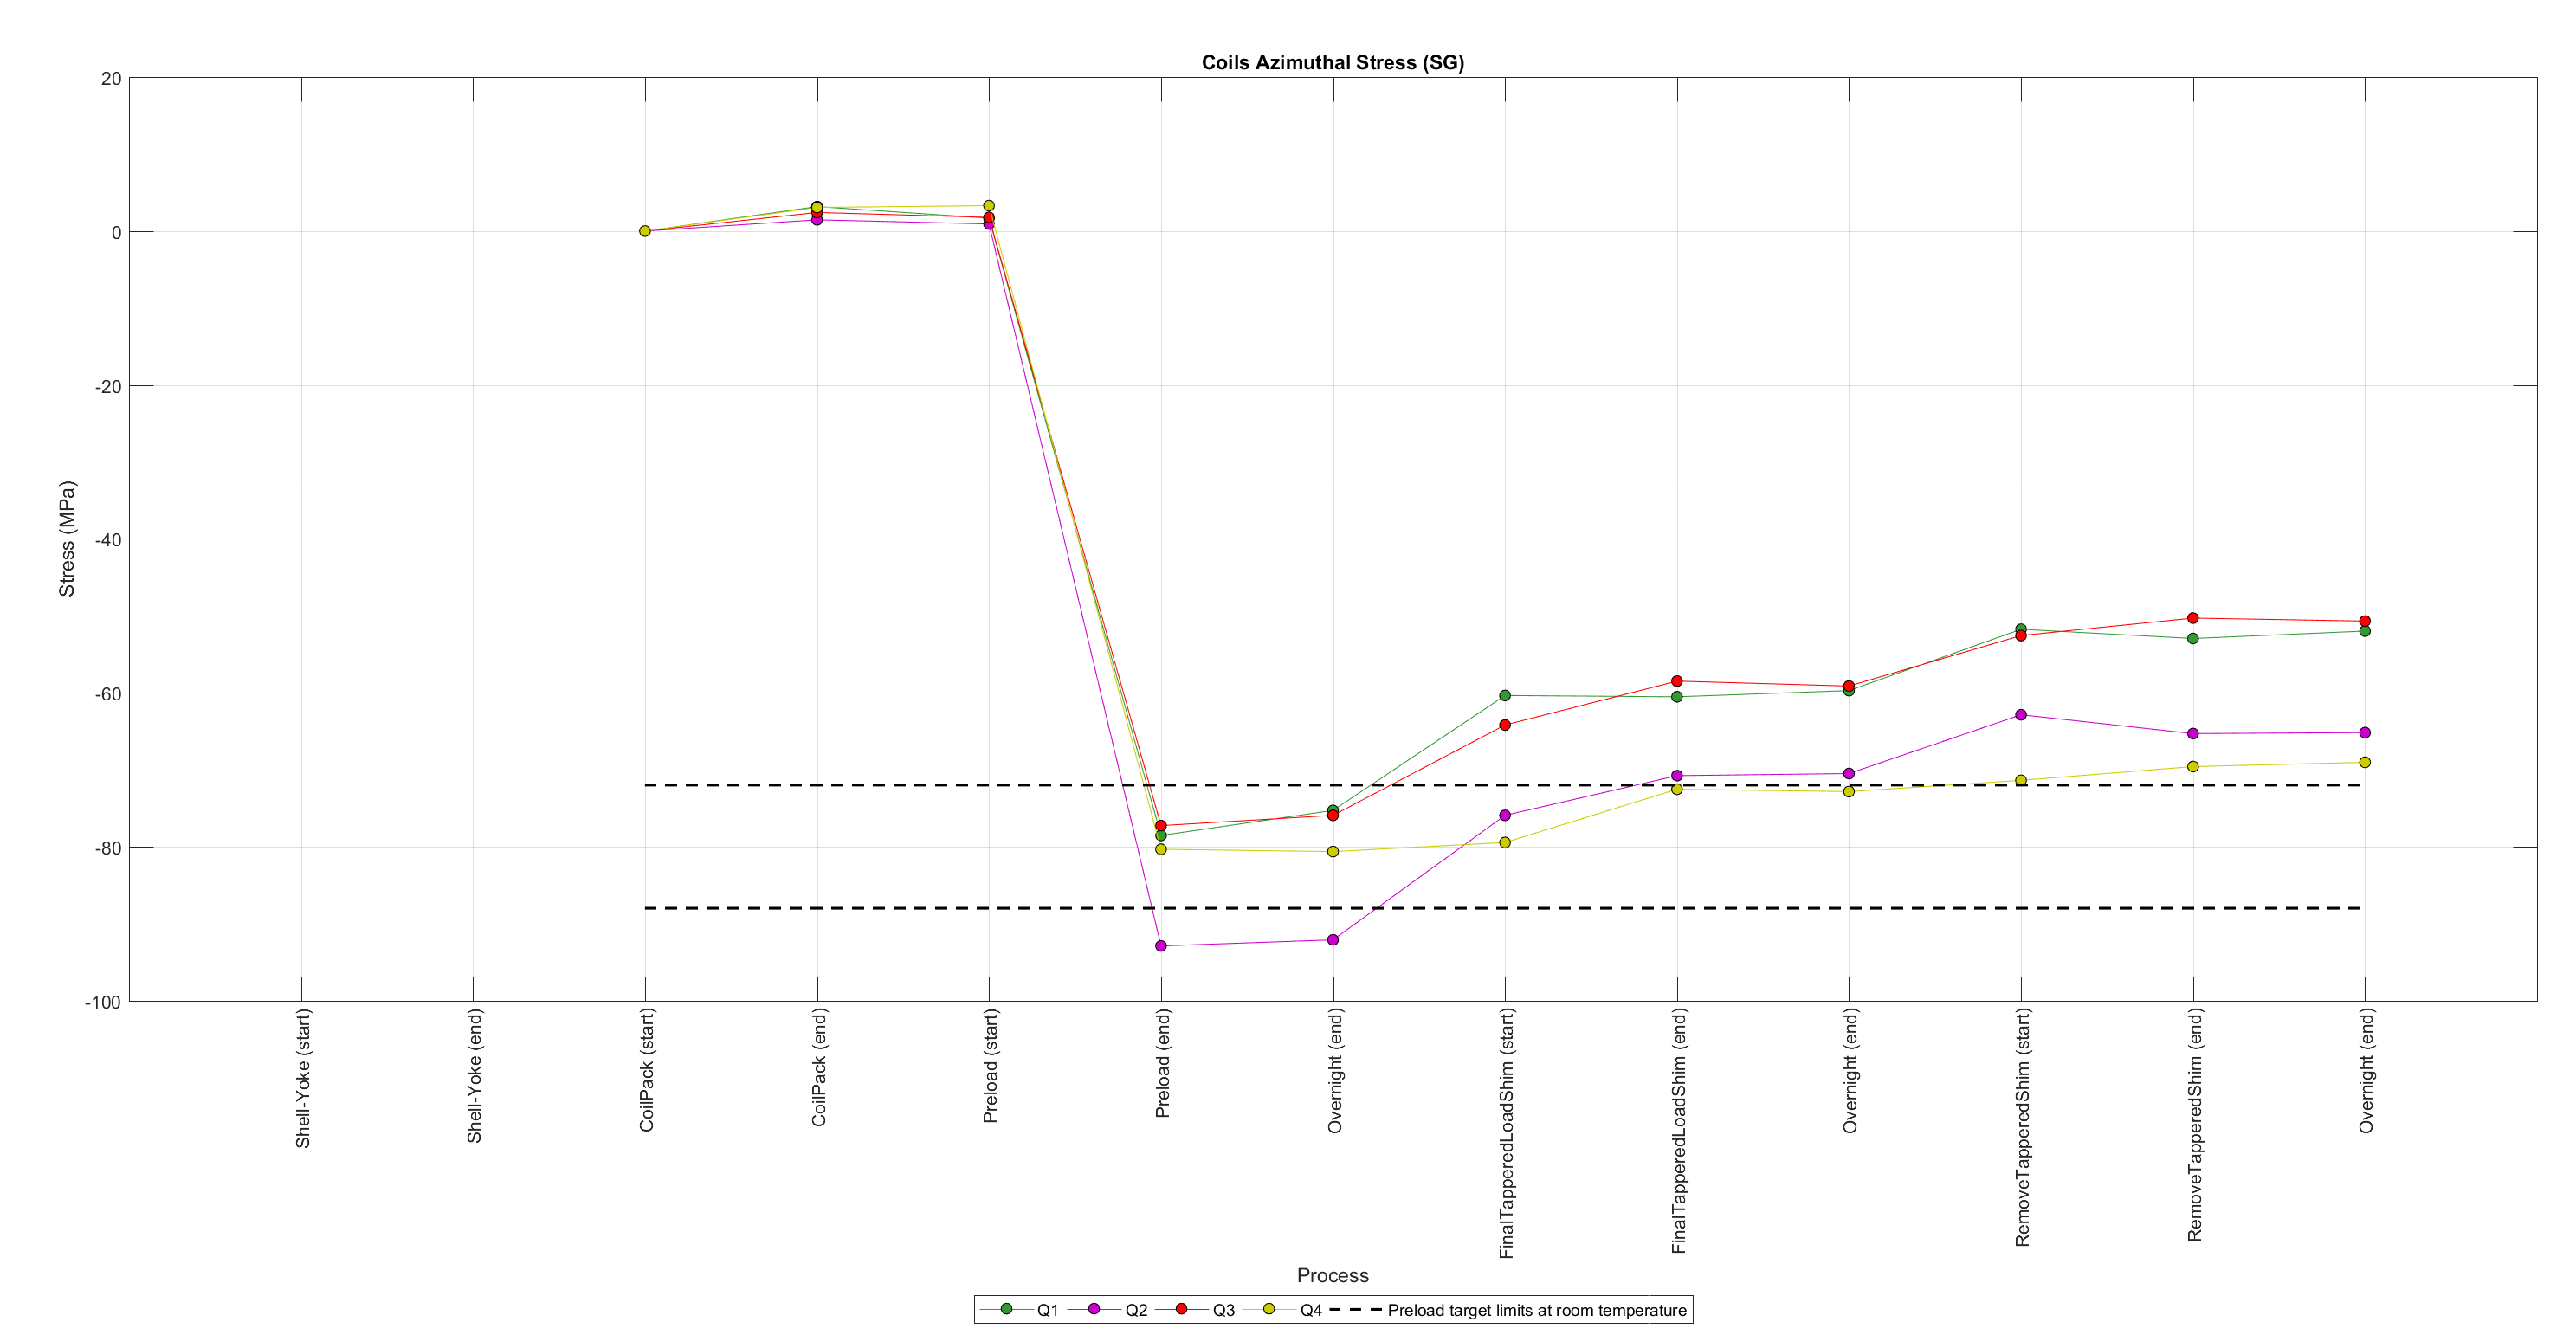 Coils Azimuthal Stress (SG)
20
0
-20
-40
-60
-80
-100
Stress (MPa)
Shell-Yoke (start)
Shell-Yoke (end)
CoilPack (start)
CoilPack (end)
Preload (start)
Preload (end)
Overnight (end)
FinalTapperedLoadShim (start)
FinalTapperedLoadShim (end)
Overnight (end)
RemoveTapperedShim (start)
RemoveTapperedShim (end)
Overnight (end)
Process
Q1 Q2 Q3 Q4 Preload target limits at room temperature